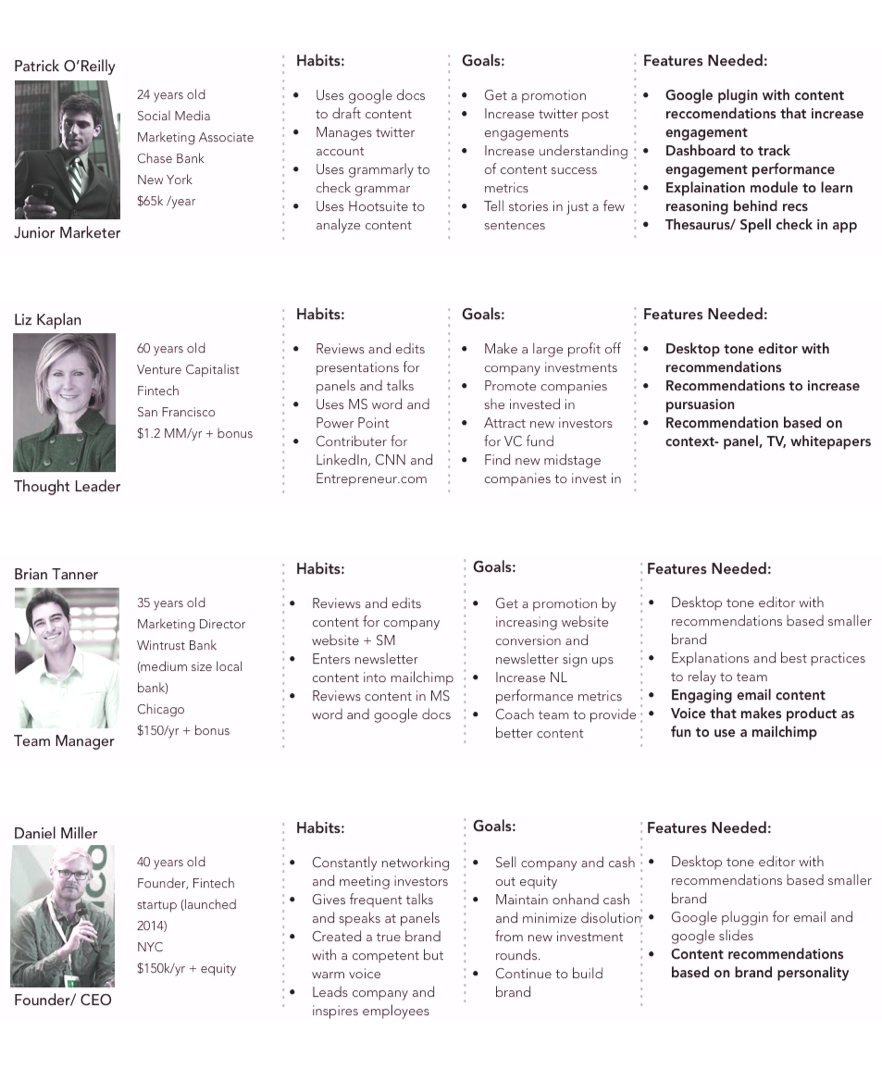 Patrick O'Reilly
24 years old
Social Media
Marketing Associate
Chase Bank
New York
$65k /year
Junior Marketer
Habits:
• Uses google docs
to draft content
• Manages twitter
account
• Uses grammarly to
check grammar
• Uses Hootsuite to
analyze content
Goals:
• Get a promotion
• Increase twitter post
engagements
• Increase understanding
of content success
metrics
• Tell stories in just a few
sentences
Features Needed:
• Google plugin with content
reccomendations that increase
engagement
• Dashboard to track
engagement performance
• Explaination module to learn
reasoning behind recs
• Thesaurus/ Spell check in app
Liz Kaplan
60 years old
Venture Capitalist
Fintech
San Francisco
$1.2 MM/yr + bonus
Thought Leader
Habits:
• Reviews and edits
presentations for
panels and talks
• Uses MS word and
Power Point
• Contributer for
LinkedIn, CNN and
Entrepreneur.com
Goals:
• Make a large profit off
company investments
• Promote companies
she invested in
• Attract new investors
for VC fund
• Find new midstage
companies to invest in
Features Needed:
• Desktop tone editor with
recommendations
• Recommendations to increase
pursuasion
• Recommendation based on
context- panel, TV, whitepapers
Brian Tanner
35 years old
Marketing Director
Wintrust Bank
(medium size local
bank)
Chicago
$150/yr + bonus
Team Manager
Habits:
• Reviews and edits
content for company
website + SM
• Enters newsletter
content into mailchimp
• Reviews content in MS
word and google docs
Goals:
• Get a promotion by
increasing website
conversion and
newsletter sign ups
• Increase NL
performance metrics
• Coach team to provide
better content
Features Needed:
• Desktop tone editor with
recommendations based smaller
brand
• Explanations and best practices
to relay to team
• Engaging email content
• Voice that makes product as
fun to use a mailchimp
Daniel Miller
40 years old
Founder, Fintech
startup (launched
2014)
NYC
$150k/yr + equity
Founder/ CEO
Habits:
• Constantly networking
and meeting investors
• Gives frequent talks
and speaks at panels
• Created a true brand
with a competent but
warm voice
• Leads company and
inspires employees
Goals:
• Sell company and cash
out equity
• Maintain onhand cash
and minimize disolution
from new investment
rounds.
• Continue to build
brand
Features Needed:
• Desktop tone editor with
recommendations based smaller
brand
• Google pluggin for email and
google slides
• Content recommendations
based on brand personality